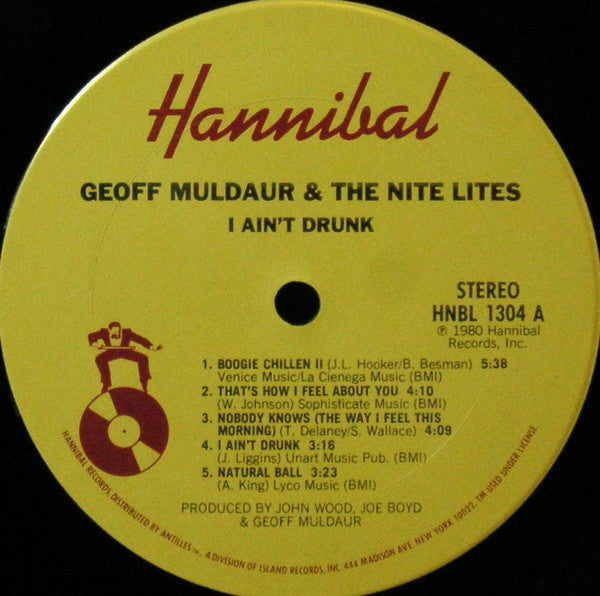 Hannibal
GEOFF MULDAUR & THE NITE LITES
I AIN'T DRUNK
STEREO
HNBL 1304 A
℗ 1980 Hannibal
Records, Inc.
1. BOOGIE CHILLEN II (J.L. Hooker/B. Besman) 5:38
Venice Music/La Cienega Music (BMI)
2. THAT'S HOW I FEEL ABOUT YOU 4:10
(W. Johnson) Sophisticate Music (BMI)
3. NOBODY KNOWS (THE WAY I FEEL THIS
MORNING) (T. Delaney/S. Wallace) 4:09
4. I AIN'T DRUNK 3:16
(J. Liggins) Unart Music Pub. (BMI)
5. NATURAL BALL 3:23
(A. King) Lyco Music (BMI)
PRODUCED BY JOHN WOOD, JOE BOYD
& GEOFF MULDAUR
HANNIBAL RECORDS, DISTRIBUTED BY ANTILLES, A DIVISION OF ISLAND RECORDS, INC. 444 MADISON AVE. NEW YORK, 10022. TM USED UNDER LICENSE.